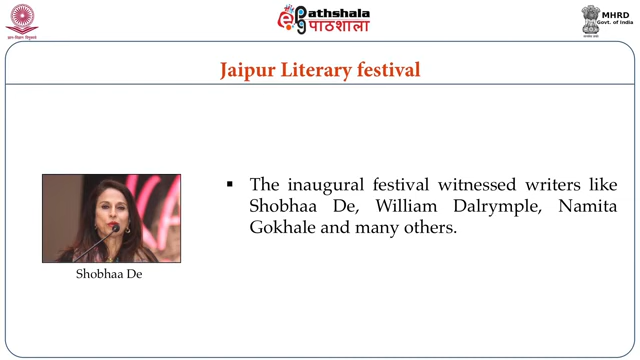 Pathshala
पाठशाला
MHRD
Govt. of India
Jaipur Literary festival
▪ The inaugural festival witnessed writers like
Shobhaa De, William Dalrymple, Namita
Gokhale and many others.
Shobhaa De